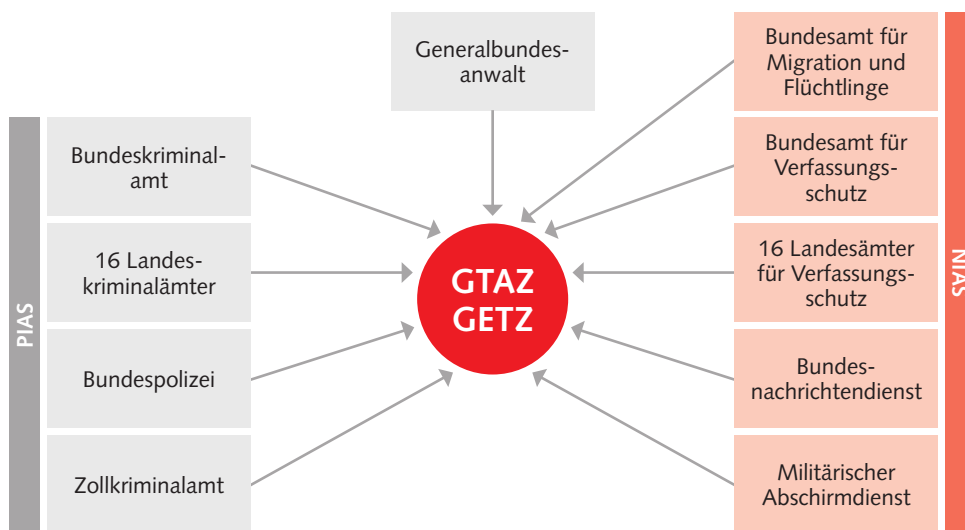 Generalbundes-
anwalt
PIAS
Bundeskriminal-
amt
16 Landes-
kriminalämter
Bundespolizei
Zollkriminalamt
GTAZ
GETZ
Bundesamt für
Migration und
Flüchtlinge
Bundesamt für
Verfassungs-
schutz
16 Landesämter
für Verfassungs-
schutz
Bundes-
nachrichtendienst
Militärischer
Abschirmdienst
NIAS